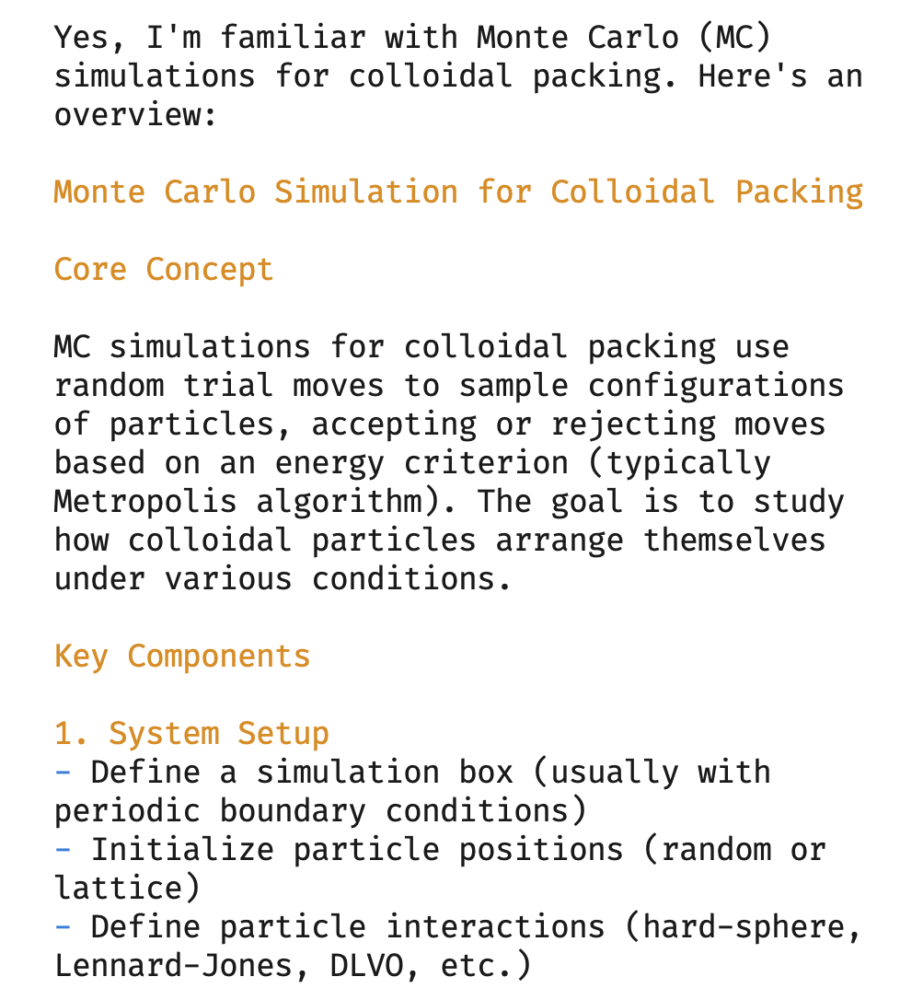 Yes, I'm familiar with Monte Carlo (MC)
simulations for colloidal packing. Here's an
overview:
Monte Carlo Simulation for Colloidal Packing
Core Concept
MC simulations for colloidal packing use
random trial moves to sample configurations
of particles, accepting or rejecting moves
based on an energy criterion (typically
Metropolis algorithm). The goal is to study
how colloidal particles arrange themselves
under various conditions.
Key Components
1. System Setup
- Define a simulation box (usually with
periodic boundary conditions)
- Initialize particle positions (random or
lattice)
- Define particle interactions (hard-sphere,
Lennard-Jones, DLVO, etc.)